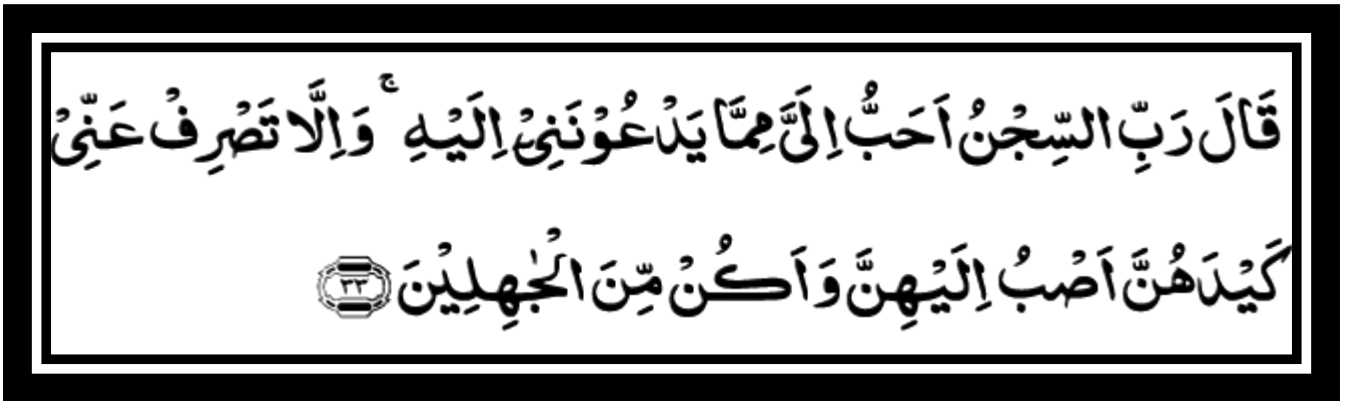 قَالَ رَبِّ السِّجْنُ اَحَبُّ اِلَیَّ مِمَّا یَدْعُوْنَنِیْۤ اِلَیْهِ ۚ وَاِلَّا تَصْرِفْ عَنِّیْ
كَیْدَهُنَّ اَصْبُ اِلَیْهِنَّ وَاَكُنْ مِّنَ الْجٰهِلِیْنَ ۳۳